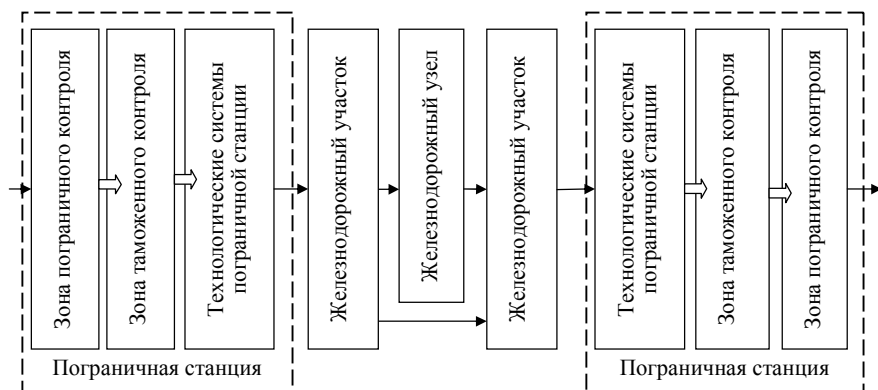 Зона пограничного контроля
Зона таможенного контроля
Технологические системы
пограничной станции
Железнодорожный участок
Железнодорожный узел
Железнодорожный участок
Технологические системы
пограничной станции
Зона таможенного контроля
Зона пограничного контроля
Пограничная станция
Пограничная станция